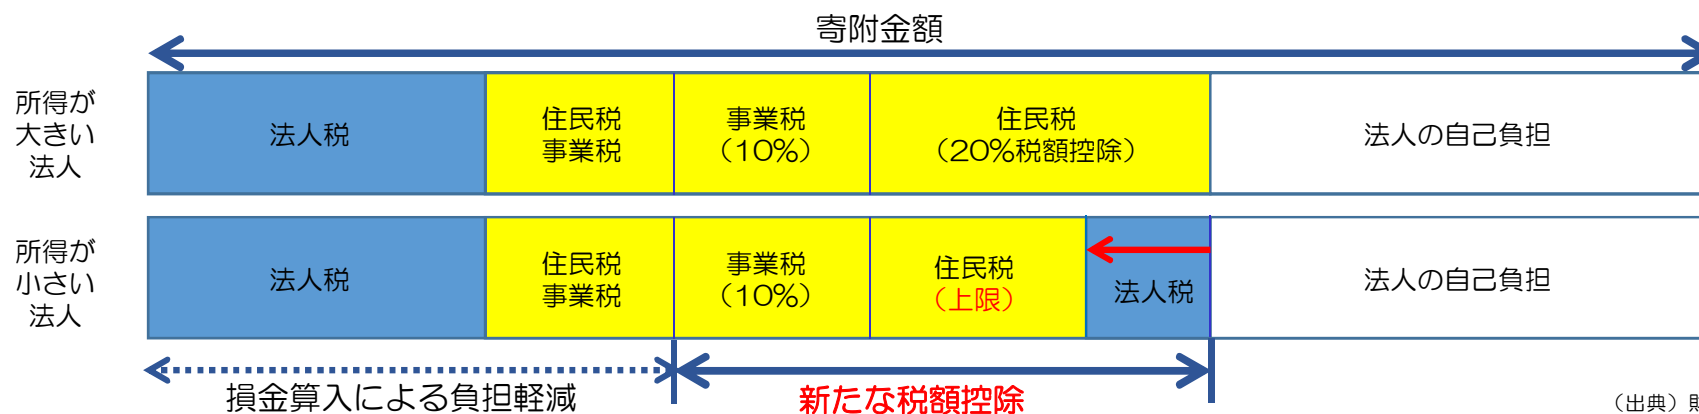 寄附金額
所得が
大きい
法人
法人税
住民税
事業税
事業税
（10%）
住民税
（20%税額控除）
法人の自己負担
所得が
小さい
法人
法人税
住民税
事業税
事業税
（10%）
住民税
（上限）
法人税
法人の自己負担
損金算入による負担軽減
新たな税額控除
（出典）